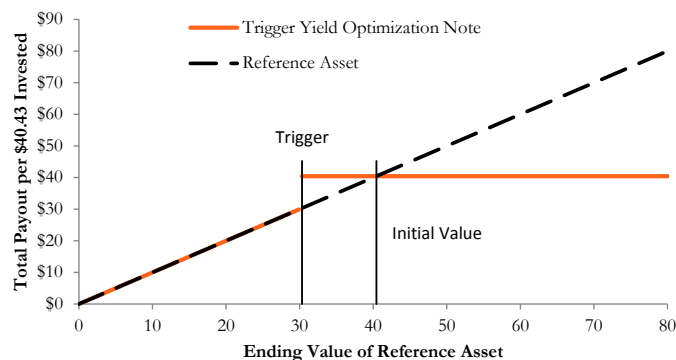 $90
$80
$70
$60
$50
$40
$30
$20
$10
$0
Total Payout per $40.43 Invested
Trigger Yield Optimization Note
Reference Asset
Trigger
Initial Value
0 10 20 30 40 50 60 70 80
Ending Value of Reference Asset